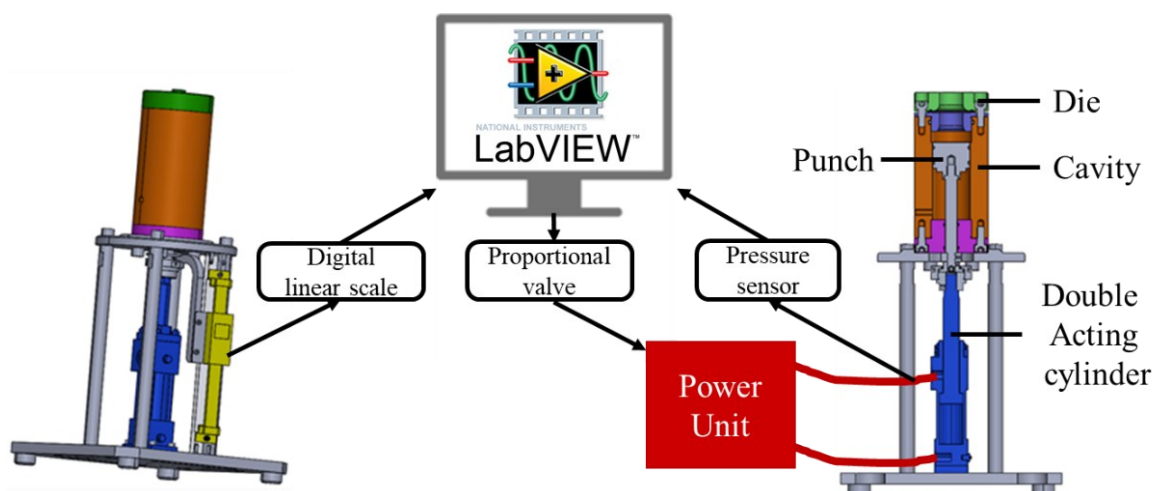 NATIONAL INSTRUMENTS
LabVIEW™
Die
Punch
Cavity
Digital
linear scale
Proportional
valve
Pressure
sensor
Double
Acting
cylinder
Power
Unit